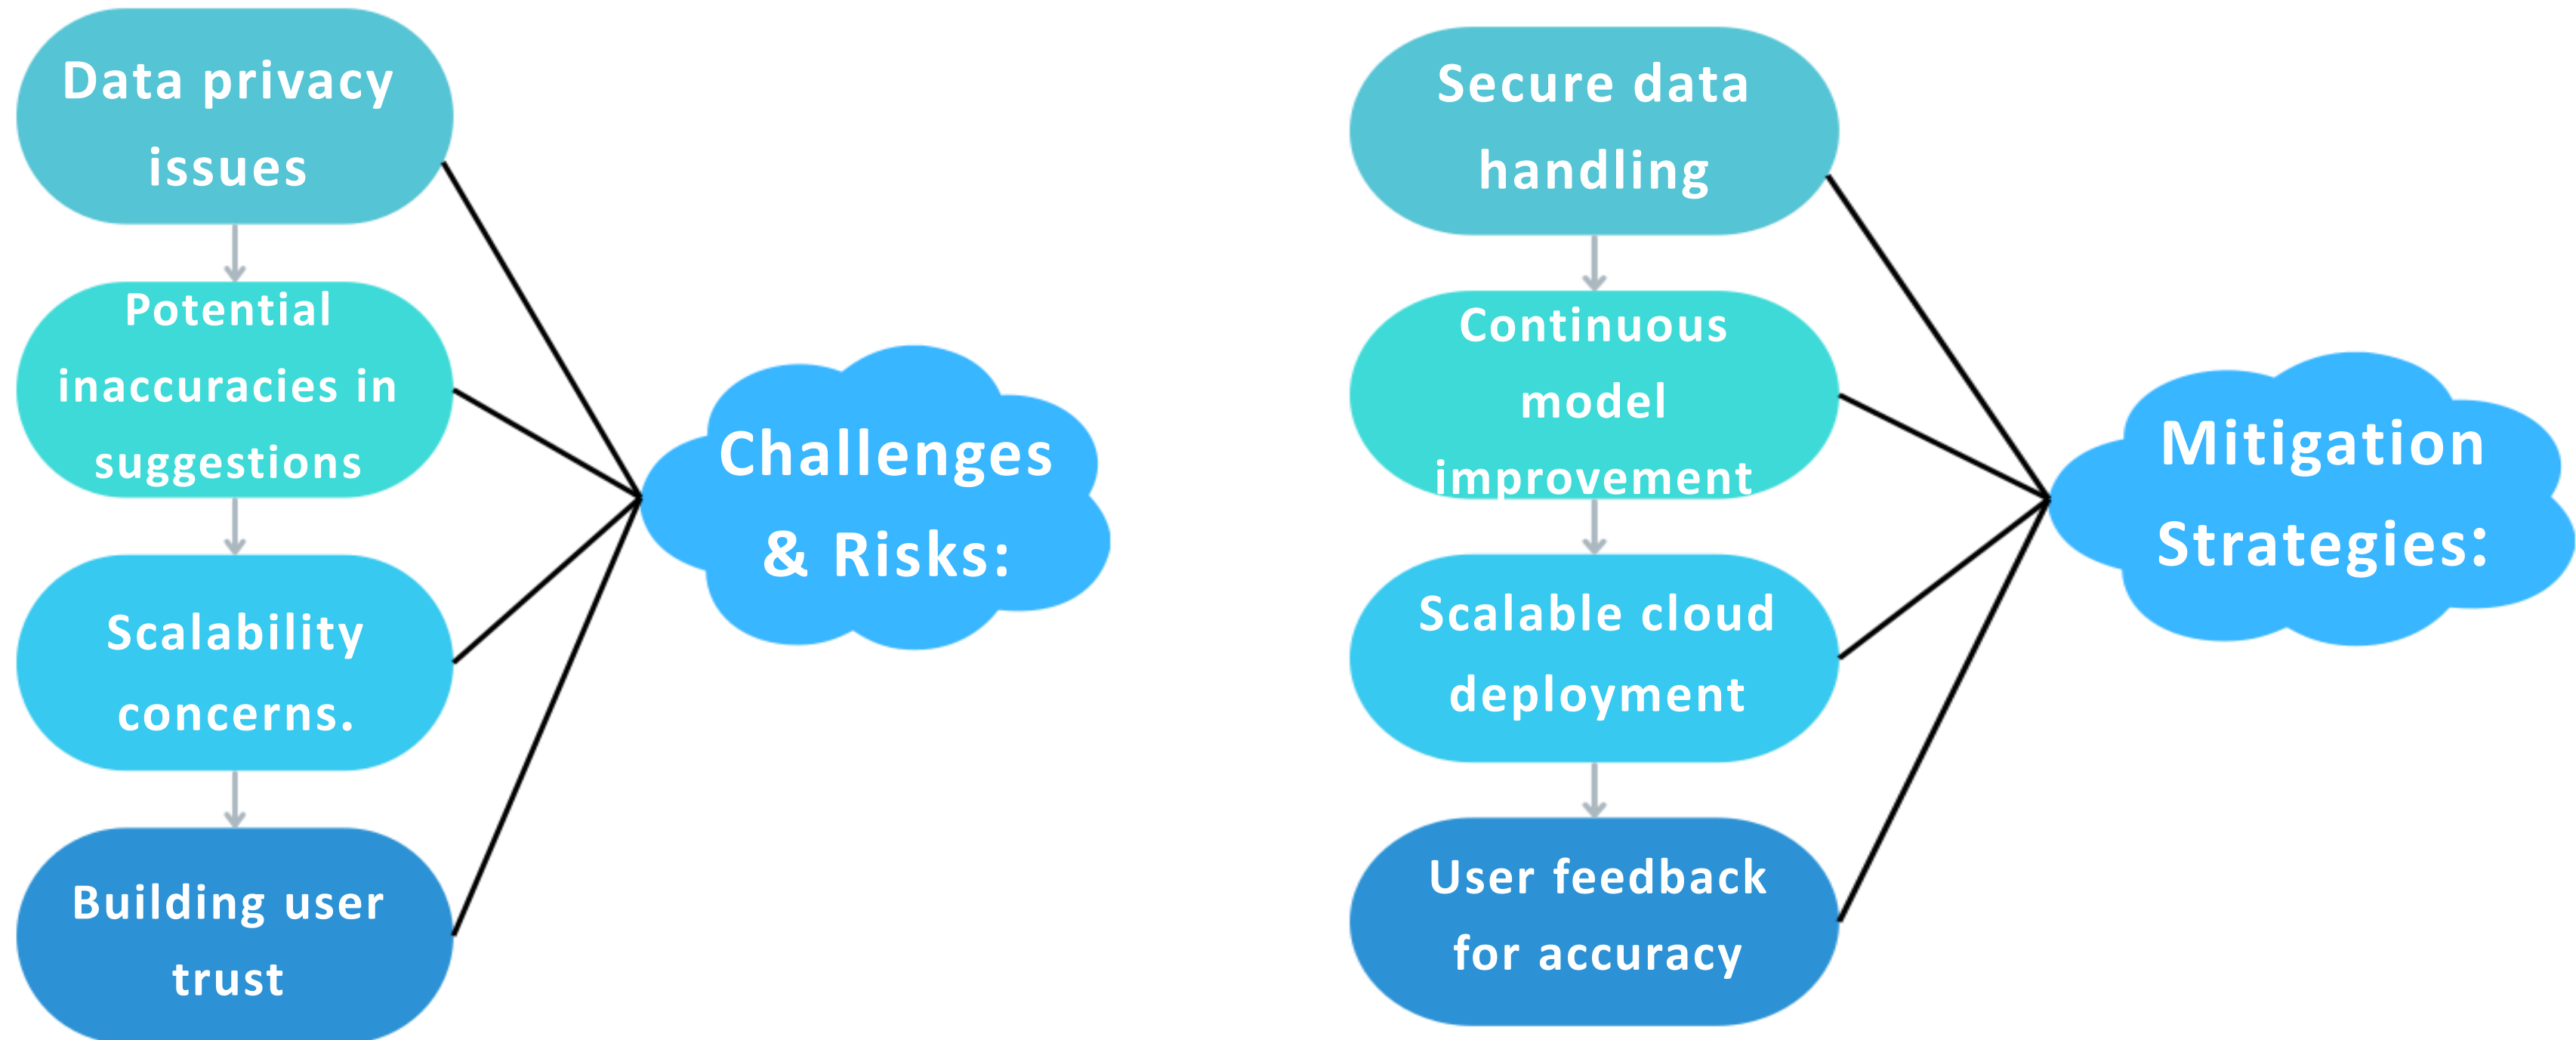 Data privacy
issues
Potential
inaccuracies in
suggestions
Scalability
concerns.
Building user
trust
Challenges
& Risks:
Secure data
handling
Continuous
model
improvement
Scalable cloud
deployment
User feedback
for accuracy
Mitigation
Strategies: